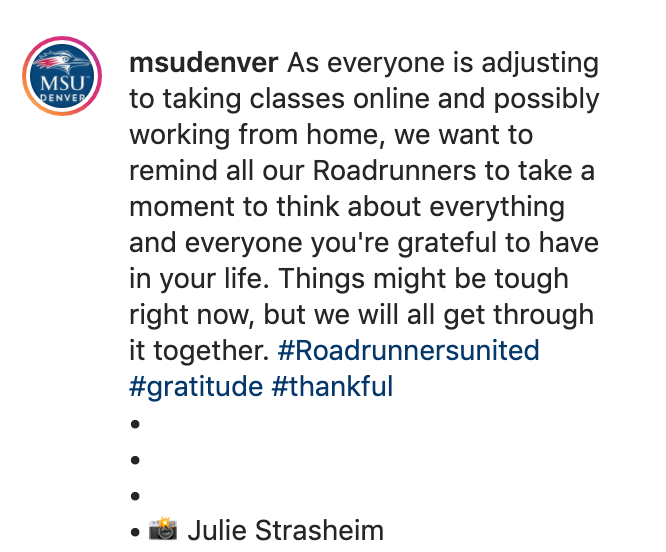 MSU
DENVER
msudenver As everyone is adjusting
to taking classes online and possibly
working from home, we want to
remind all our Roadrunners to take a
moment to think about everything
and everyone you're grateful to have
in your life. Things might be tough
right now, but we will all get through
it together. #Roadrunnersunited
#gratitude #thankful
•
•
•
• 📸 Julie Strasheim